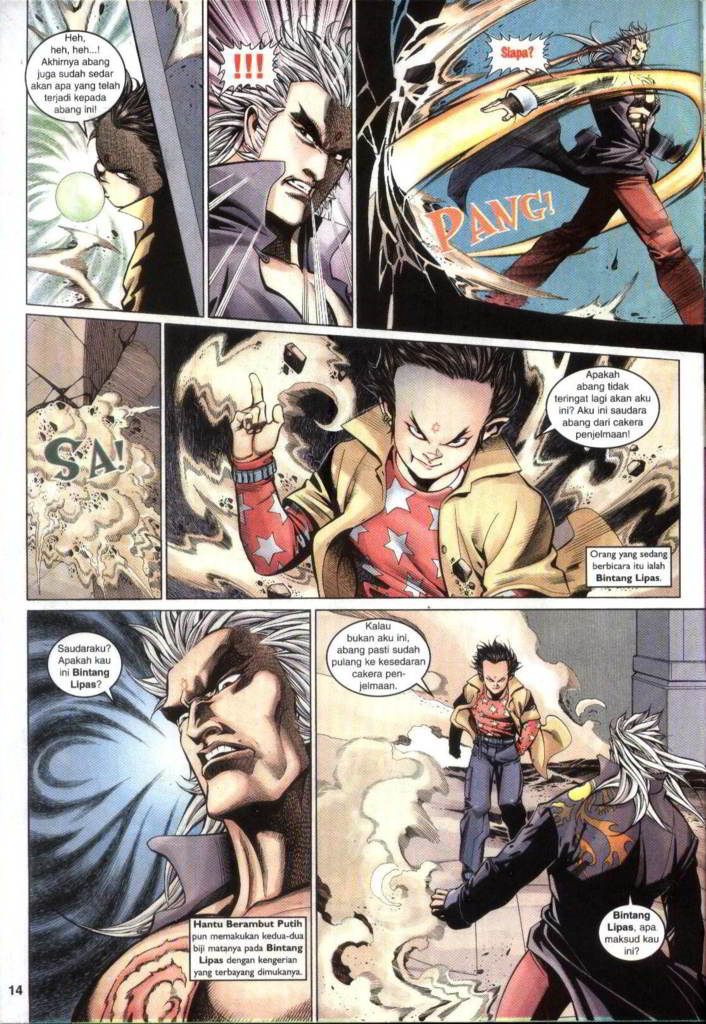 Heh,
heh, heh...!
Akhirnya abang
juga sudah sedar
akan apa yang telah
terjadi kepada
abang ini!
!!!
Siapa?
PANG!
SA!
Apakah
abang tidak
teringat lagi akan aku
ini? Aku ini saudara
abang dari cakera
penjelmaan!
Orang yang sedang
berbicara itu ialah
Bintang Lipas.
Saudaraku?
Apakah kau
ini Bintang
Lipas?
Hantu Berambut Putih
pun memakukan kedua-dua
biji matanya pada Bintang
Lipas dengan kengerian
yang terbayang dimukanya.
Kalau
bukan aku ini,
abang pasti sudah
pulang ke kesedaran
cakera pen-
jelmaan.
Bintang
Lipas, apa
maksud kau
ini?
14